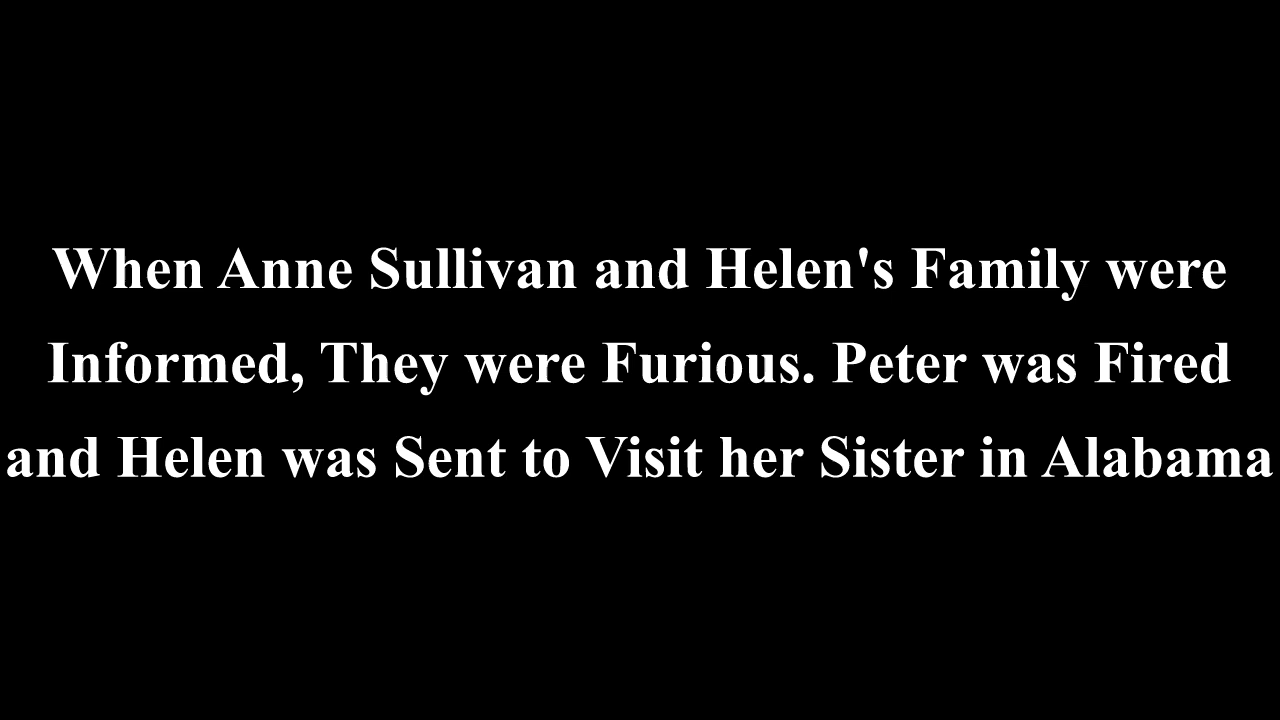 When Anne Sullivan and Helen's Family were
Informed, They were Furious. Peter was Fired
and Helen was Sent to Visit her Sister in Alabama